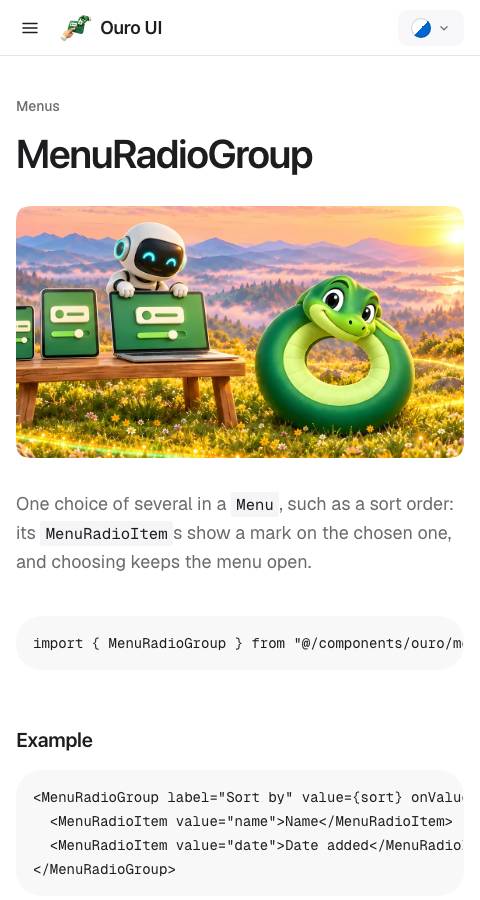 Ouro UI
Menus
MenuRadioGroup
One choice of several in a Menu, such as a sort order:
its MenuRadioItems show a mark on the chosen one,
and choosing keeps the menu open.
import { MenuRadioGroup } from "@/components/ouro/m
Example
<MenuRadioGroup label="Sort by" value={sort} onValu
<MenuRadioItem value="name">Name</MenuRadioItem>
<MenuRadioItem value="date">Date added</MenuRadio
</MenuRadioGroup>